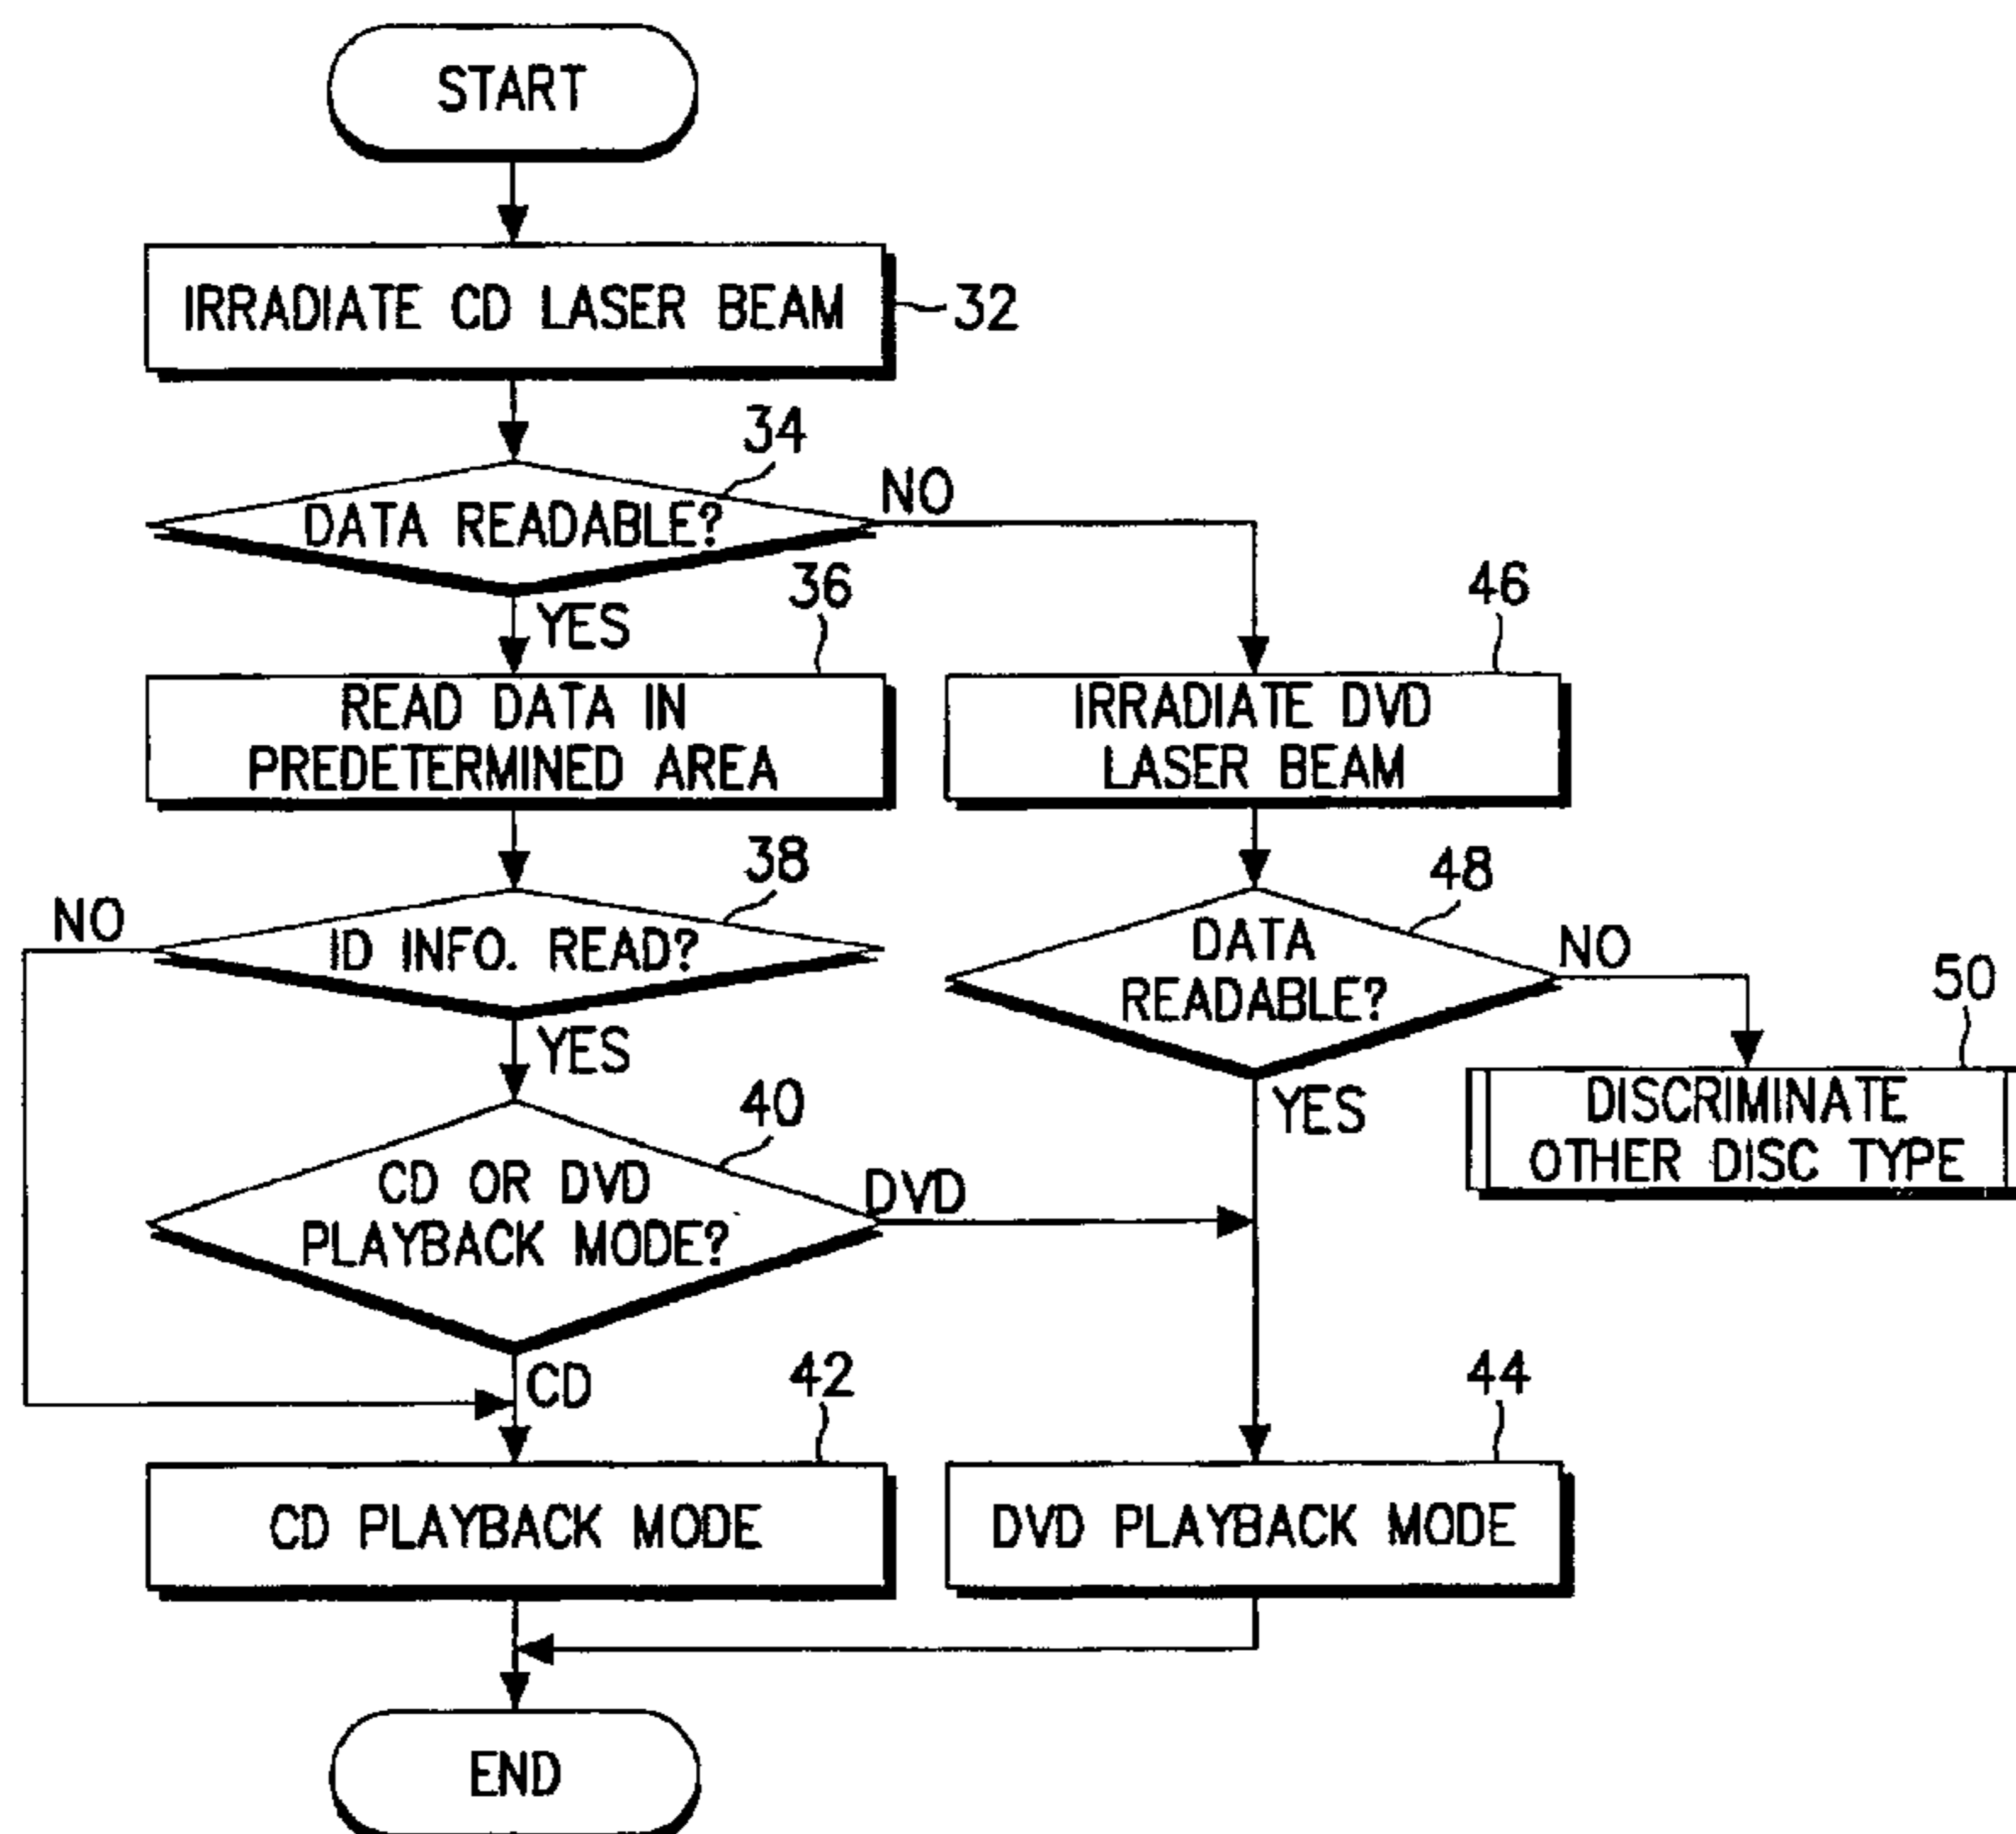 START
IRRADIATE CD LASER BEAM
32
34
DATA READABLE?
NO
YES
36
READ DATA IN
PREDETERMINED AREA
46
IRRADIATE DVD
LASER BEAM
38
NO
ID INFO. READ?
YES
48
DATA
READABLE?
NO
YES
50
DISCRIMINATE
OTHER DISC TYPE
40
CD OR DVD
PLAYBACK MODE?
DVD
CD
42
CD PLAYBACK MODE
44
DVD PLAYBACK MODE
END